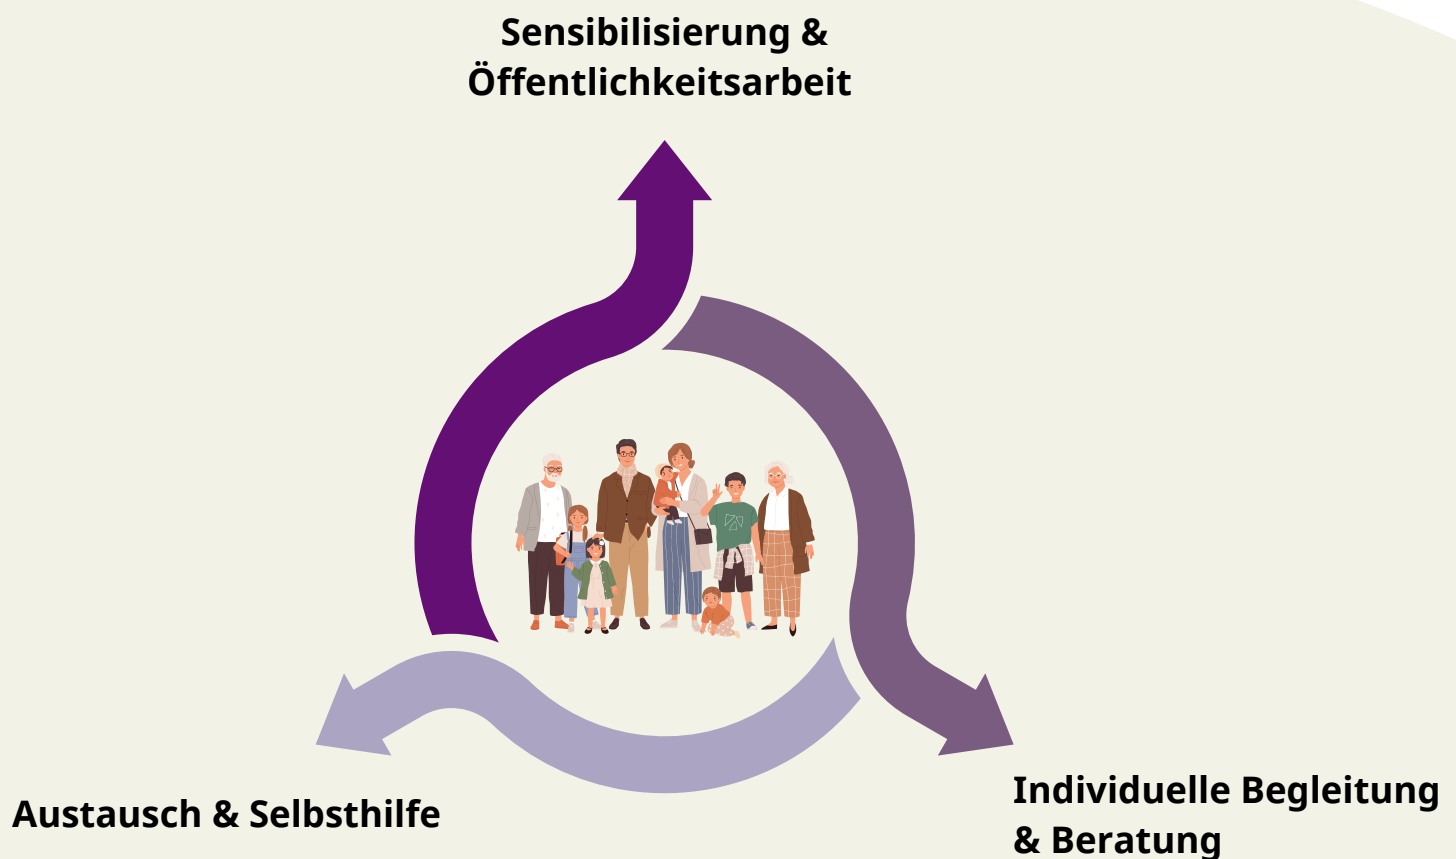 Sensibilisierung &
Öffentlichkeitsarbeit
Austausch & Selbsthilfe
Individuelle Begleitung
& Beratung